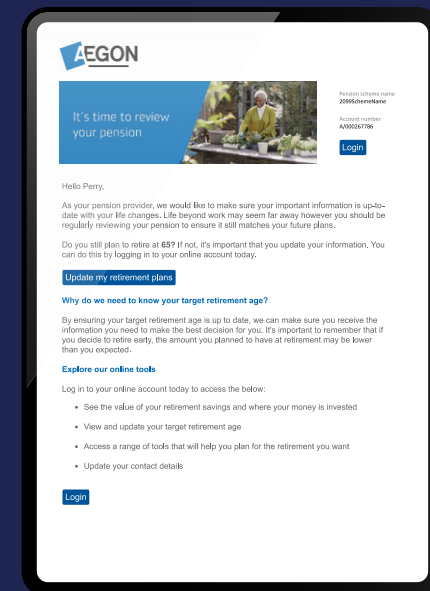 AEGON
It's time to review
your pension
Pension scheme name
2099SchemeName
Account number
A/000267786
Login
Hello Perry,
As your pension provider, we would like to make sure your important information is up-to-
date with your life changes. Life beyond work may seem far away however you should be
regularly reviewing your pension to ensure it still matches your future plans.
Do you still plan to retire at 65? If not, it's important that you update your information. You
can do this by logging in to your online account today.
Update my retirement plans
Why do we need to know your target retirement age?
By ensuring your target retirement age is up to date, we can make sure you receive the
information you need to make the best decision for you. It's important to remember that if
you decide to retire early, the amount you planned to have at retirement may be lower
than you expected.
Explore our online tools
Log in to your online account today to access the below:
• See the value of your retirement savings and where your money is invested
• View and update your target retirement age
• Access a range of tools that will help you plan for the retirement you want
• Update your contact details
Login